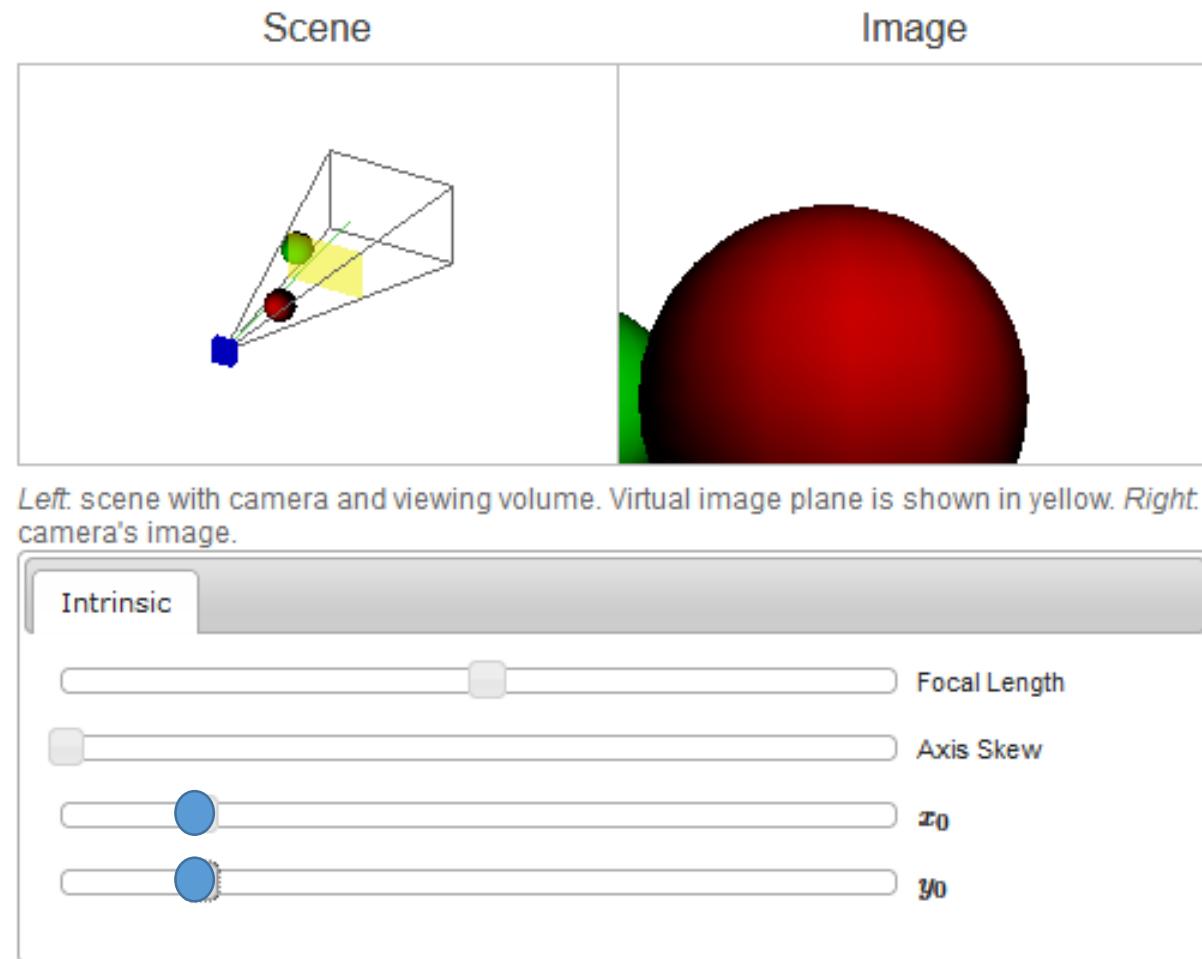 Scene
Image
Left: scene with camera and viewing volume. Virtual image plane is shown in yellow. Right:
camera's image.
Intrinsic
Focal Length
Axis Skew
x₀
y₀